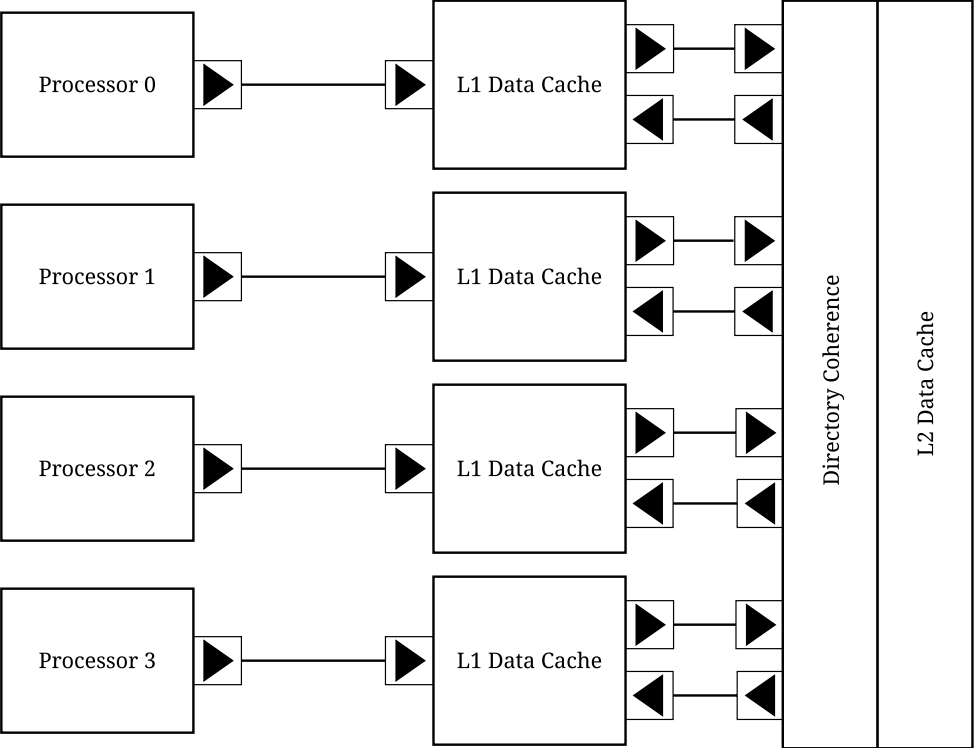 Processor 0
L1 Data Cache
Processor 1
L1 Data Cache
Processor 2
L1 Data Cache
Processor 3
L1 Data Cache
Directory Coherence
L2 Data Cache